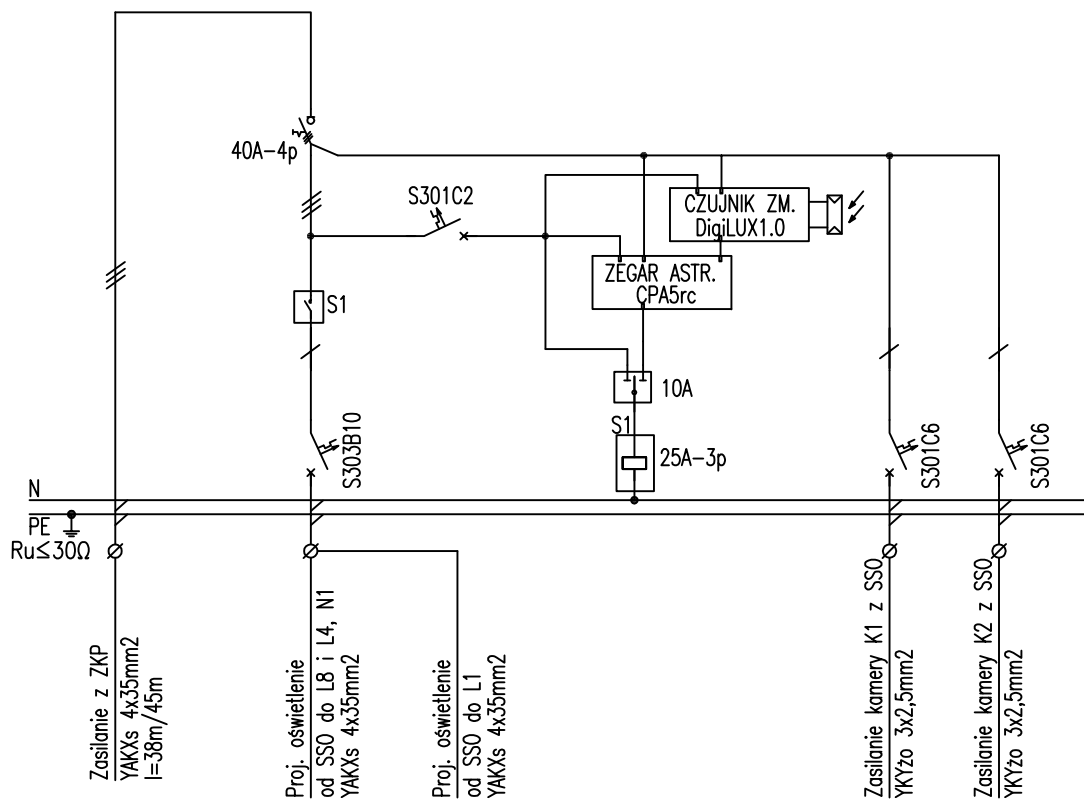 40A-4p
S301C2
CZUJNIK ZM.
DigiLUX1.0
ZEGAR ASTR.
CPA5rc
S1
10A
S1
25A-3p
S303B10
S301C6
S301C6
N
PE
Ru≤30Ω
Zasilanie z ZKP
YAKXs 4x35mm2
l=38m/45m
Proj. oświetlenie
od SSO do L8 i L4, N1
YAKXs 4x35mm2
Proj. oświetlenie
od SSO do L1
YAKXs 4x35mm2
Zasilanie kamery K1 z SSO
YKYżo 3x2,5mm2
Zasilanie kamery K2 z SSO
YKYżo 3x2,5mm2